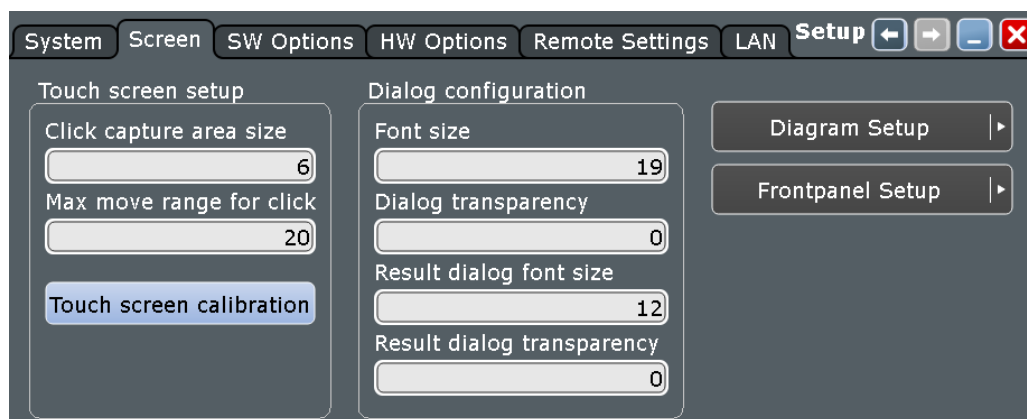 System Screen SW Options HW Options Remote Settings LAN Setup
Touch screen setup
Click capture area size
6
Max move range for click
20
Touch screen calibration
Dialog configuration
Font size
19
Dialog transparency
0
Result dialog font size
12
Result dialog transparency
0
Diagram Setup
Frontpanel Setup